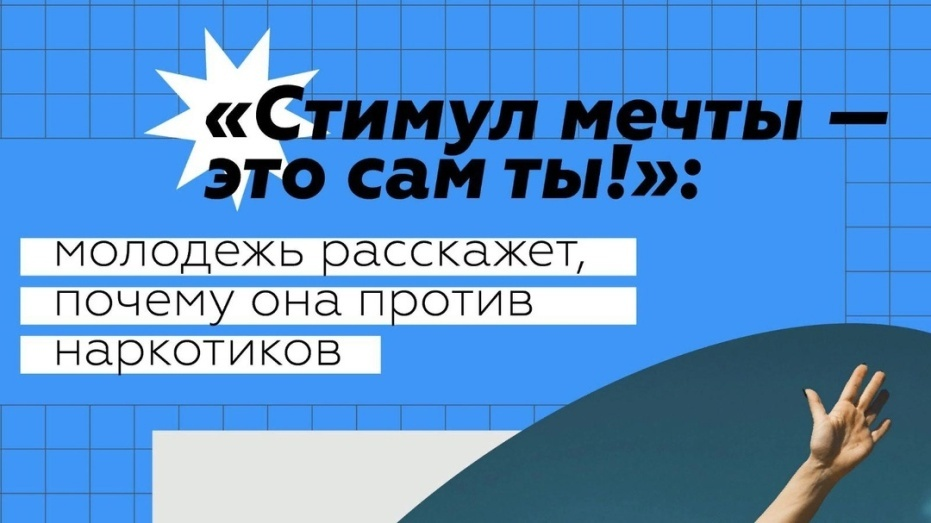 «Стимул мечты —
это сам ты!»:
молодежь расскажет,
почему она против
наркотиков